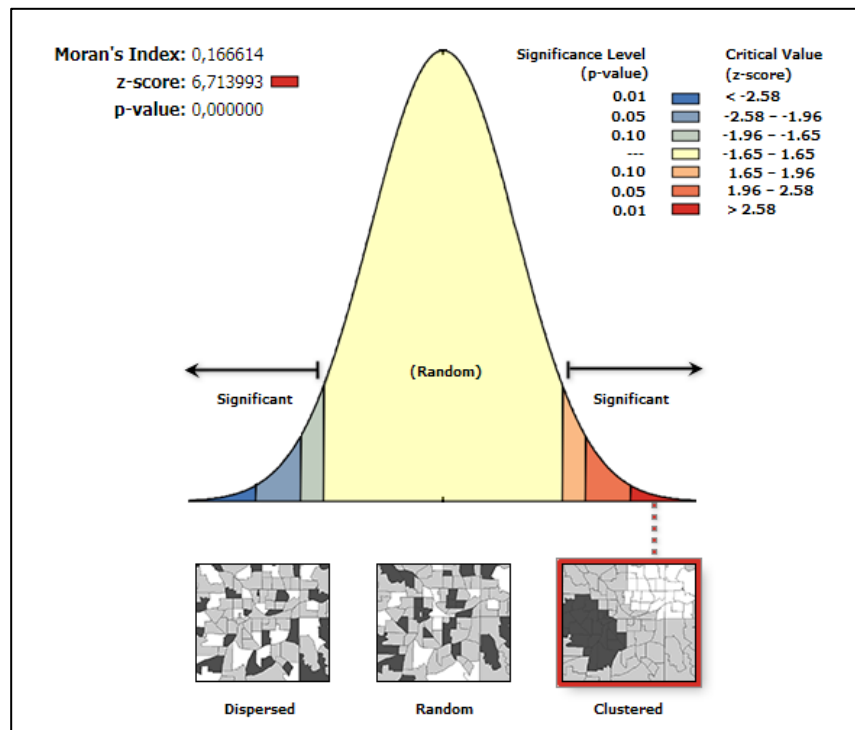 Moran's Index: 0,166614
z-score: 6,713993
p-value: 0,000000
Significance Level (p-value)
Critical Value (z-score)
0.01 < -2.58
0.05 -2.58 – -1.96
0.10 -1.96 – -1.65
--- -1.65 – 1.65
0.10 1.65 – 1.96
0.05 1.96 – 2.58
0.01 > 2.58
(Random)
Significant
Significant
Dispersed
Random
Clustered